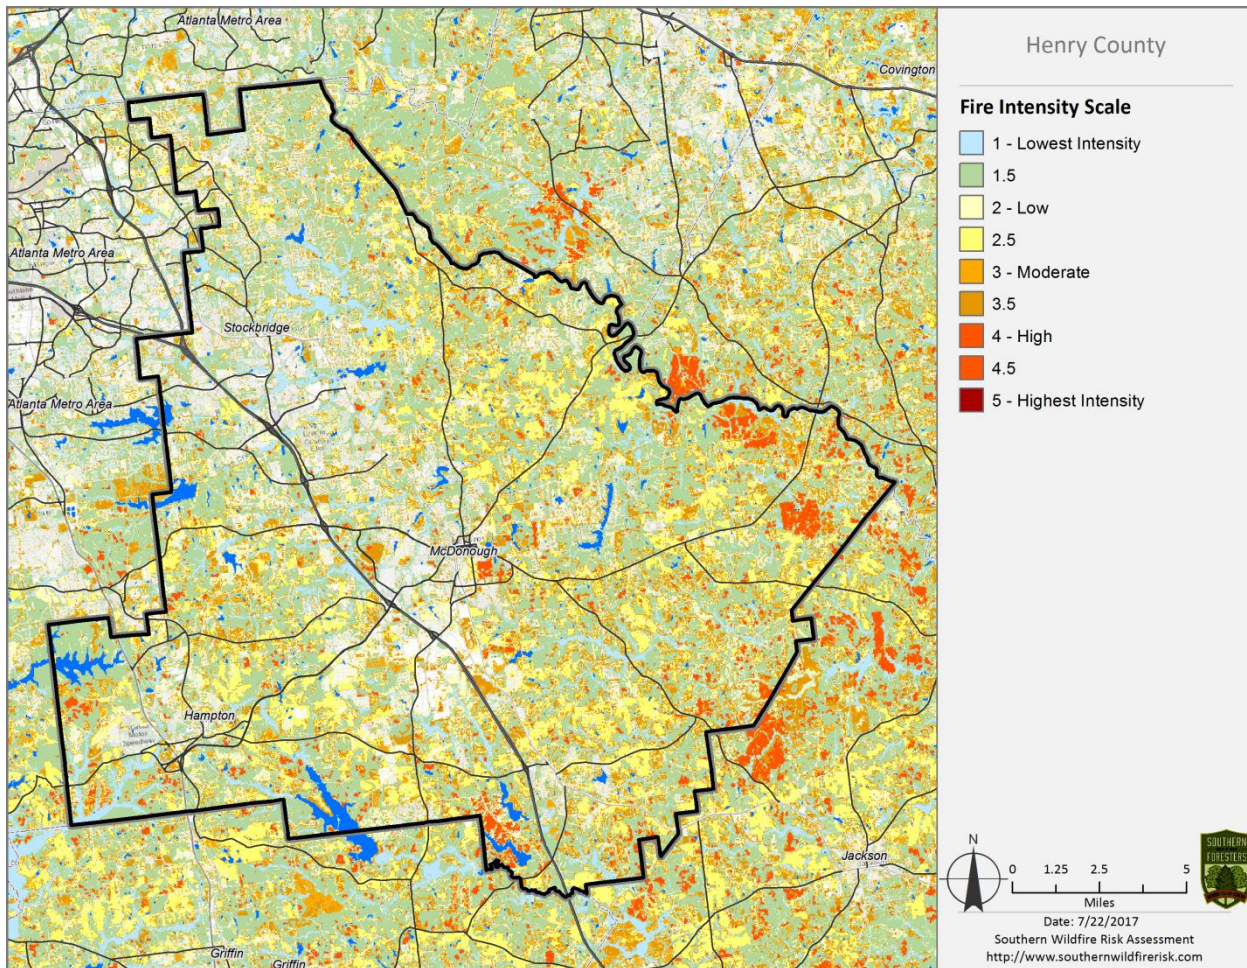 Atlanta Metro Area
Covington
Atlanta Metro Area
Stockbridge
Atlanta Metro Area
McDonough
Hampton
Motor
Speedway
Jackson
Griffin
Griffin
Henry County
Fire Intensity Scale
1 - Lowest Intensity
1.5
2 - Low
2.5
3 - Moderate
3.5
4 - High
4.5
5 - Highest Intensity
N
0 1.25 2.5 5
Miles
SOUTHERN
FORESTERS
Date: 7/22/2017
Southern Wildfire Risk Assessment
http://www.southernwildfirerisk.com